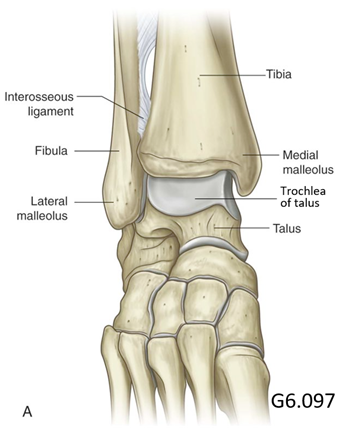 Tibia
Interosseous
ligament
Fibula
Medial
malleolus
Trochlea
of talus
Lateral
malleolus
Talus
G6.097
A